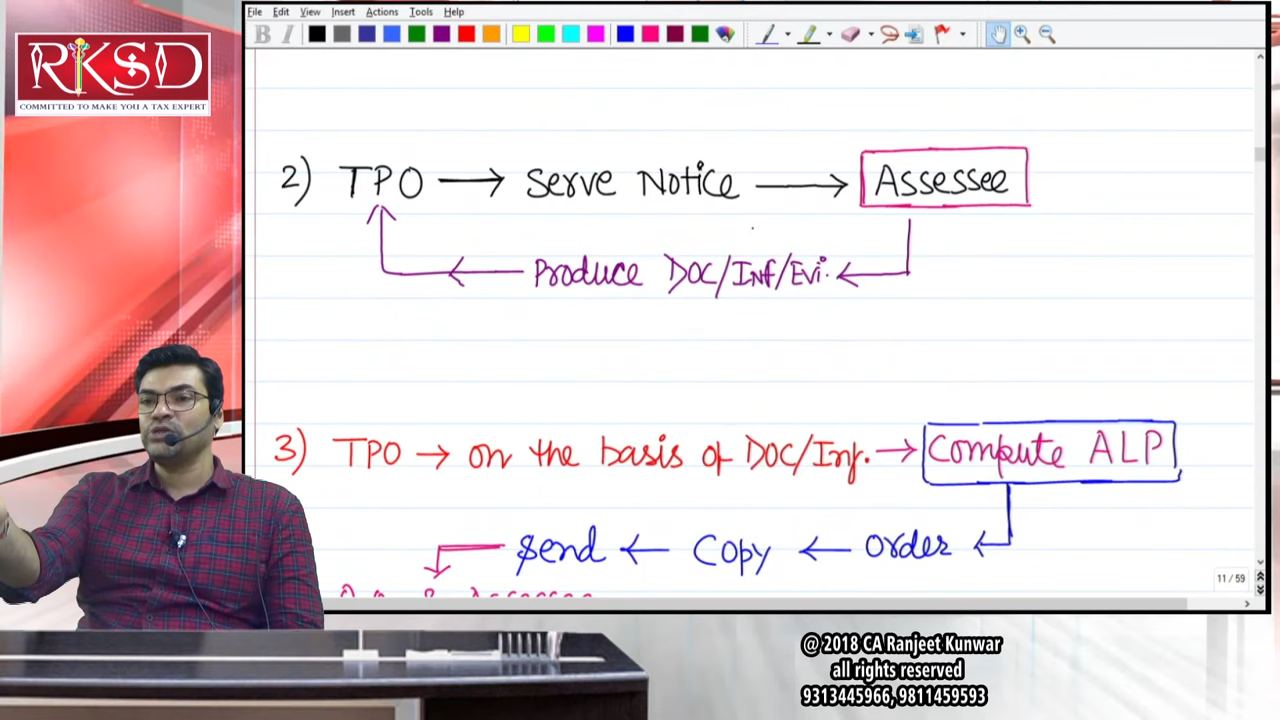 File Edit View Insert Actions Tools Help
RKSD
COMMITTED TO MAKE YOU A TAX EXPERT
B I
2) TPO → Serve Notice → Assessee
← Produce DOC/Inf/Evi. ←
3) TPO → on the basis of DOC/Inf. → Compute ALP
Send ← Copy ← Order ←
11 / 59
@ 2018 CA Ranjeet Kunwar
all rights reserved
9313445966, 9811459593